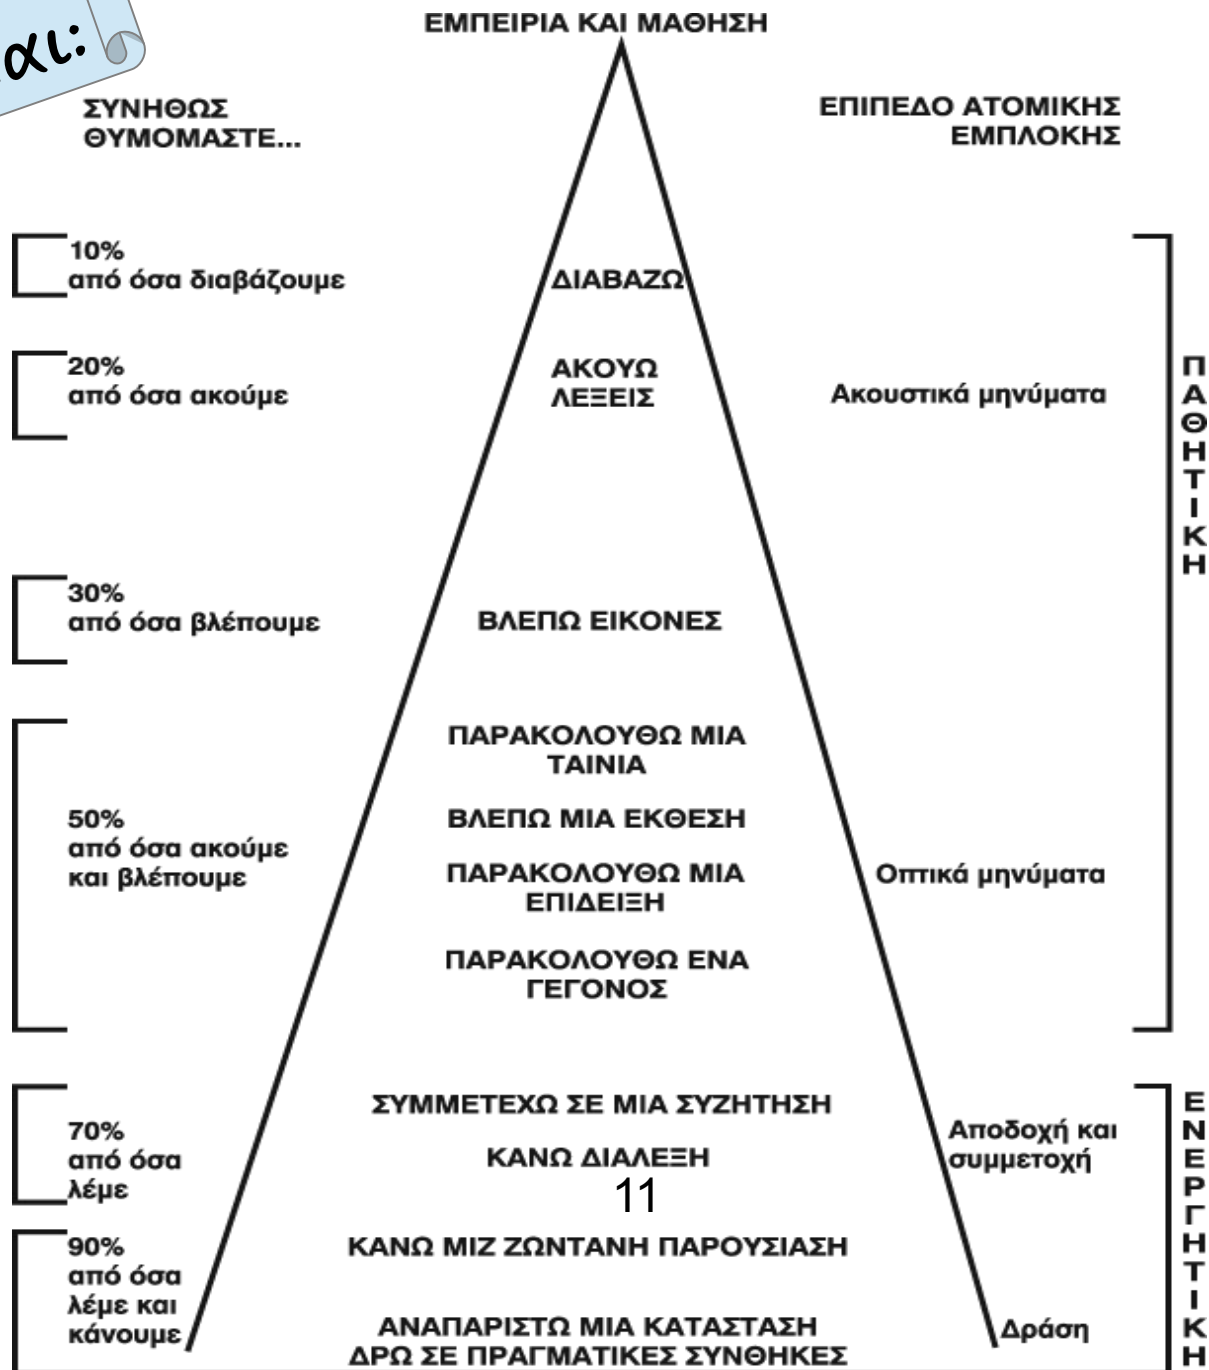 ΕΜΠΕΙΡΙΑ ΚΑΙ ΜΑΘΗΣΗ
ΣΥΝΗΘΩΣ
ΘΥΜΟΜΑΣΤΕ...
ΕΠΙΠΕΔΟ ΑΤΟΜΙΚΗΣ
ΕΜΠΛΟΚΗΣ
10%
από όσα διαβάζουμε
ΔΙΑΒΑΖΩ
20%
από όσα ακούμε
ΑΚΟΥΩ
ΛΕΞΕΙΣ
Ακουστικά μηνύματα
ΠΑΘΗΤΙΚΗ
30%
από όσα βλέπουμε
ΒΛΕΠΩ ΕΙΚΟΝΕΣ
50%
από όσα ακούμε
και βλέπουμε
ΠΑΡΑΚΟΛΟΥΘΩ ΜΙΑ
ΤΑΙΝΙΑ
ΒΛΕΠΩ ΜΙΑ ΕΚΘΕΣΗ
ΠΑΡΑΚΟΛΟΥΘΩ ΜΙΑ
ΕΠΙΔΕΙΞΗ
ΠΑΡΑΚΟΛΟΥΘΩ ΕΝΑ
ΓΕΓΟΝΟΣ
Οπτικά μηνύματα
70%
από όσα
λέμε
ΣΥΜΜΕΤΕΧΩ ΣΕ ΜΙΑ ΣΥΖΗΤΗΣΗ
ΚΑΝΩ ΔΙΑΛΕΞΗ
11
Αποδοχή και
συμμετοχή
ΕΝΕΡΓΗΤΙΚΗ
90%
από όσα
λέμε και
κάνουμε
ΚΑΝΩ ΜΙΖ ΖΩΝΤΑΝΗ ΠΑΡΟΥΣΙΑΣΗ
ΑΝΑΠΑΡΙΣΤΩ ΜΙΑ ΚΑΤΑΣΤΑΣΗ
ΔΡΩ ΣΕ ΠΡΑΓΜΑΤΙΚΕΣ ΣΥΝΘΗΚΕΣ
Δράση